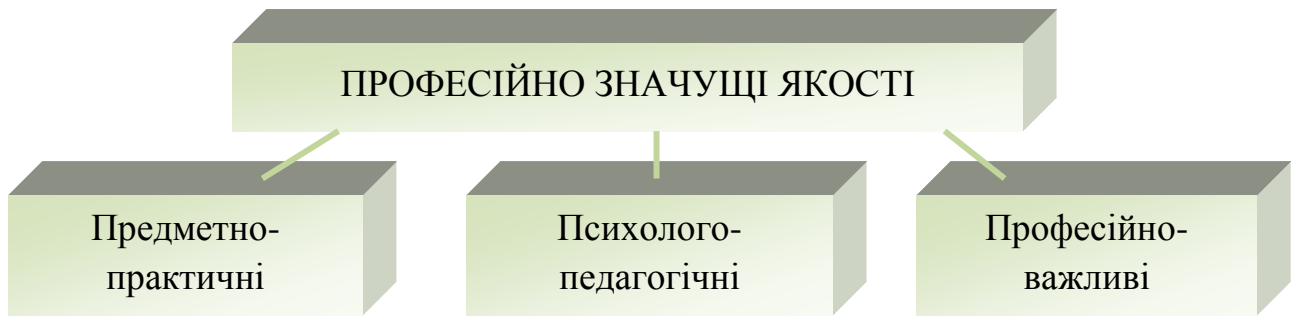 ПРОФЕСІЙНО ЗНАЧУЩІ ЯКОСТІ
Предметно-
практичні
Психолого-
педагогічні
Професійно-
важливі